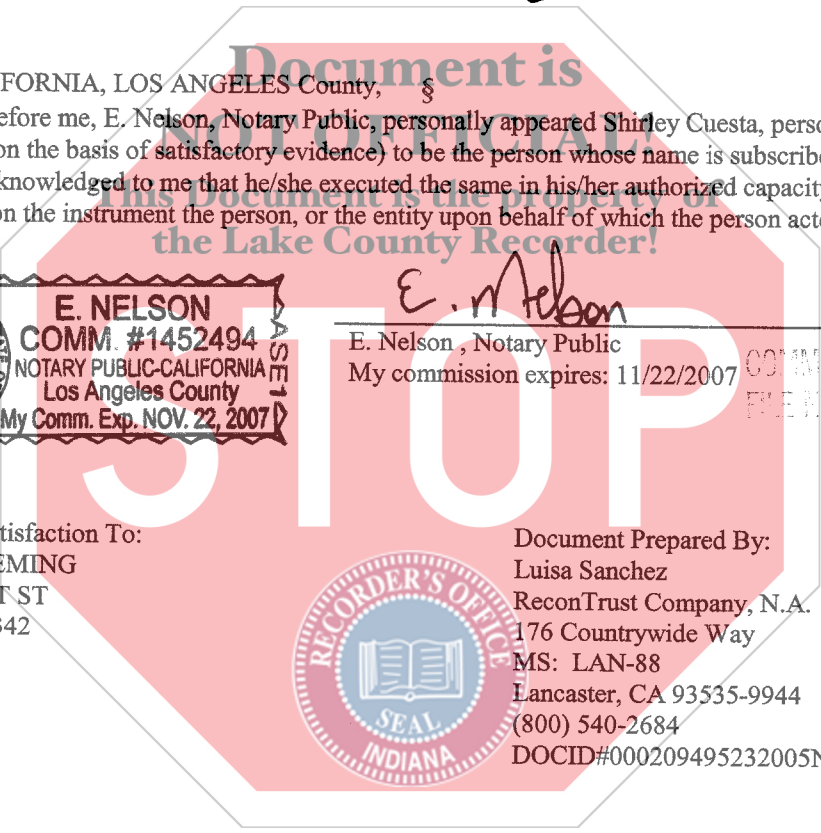 Document is
NOT OFFICIAL!
This Document is the property of
the Lake County Recorder!
STOP
FORNIA, LOS ANGELES County, §
efore me, E. Nelson, Notary Public, personally appeared Shirley Cuesta, perso
on the basis of satisfactory evidence) to be the person whose name is subscribe
knowledged to me that he/she executed the same in his/her authorized capacity
on the instrument the person, or the entity upon behalf of which the person acte
E. NELSON
COMM. #1452494
NOTARY PUBLIC-CALIFORNIA
Los Angeles County
My Comm. Exp. NOV. 22, 2007
ASE1
E. Nelson
E. Nelson , Notary Public
My commission expires: 11/22/2007
tisfaction To:
EMING
T ST
342
Document Prepared By:
Luisa Sanchez
ReconTrust Company, N.A.
176 Countrywide Way
MS: LAN-88
Lancaster, CA 93535-9944
(800) 540-2684
DOCID#000209495232005N
RECORDER'S OFFICE
SEAL
INDIANA